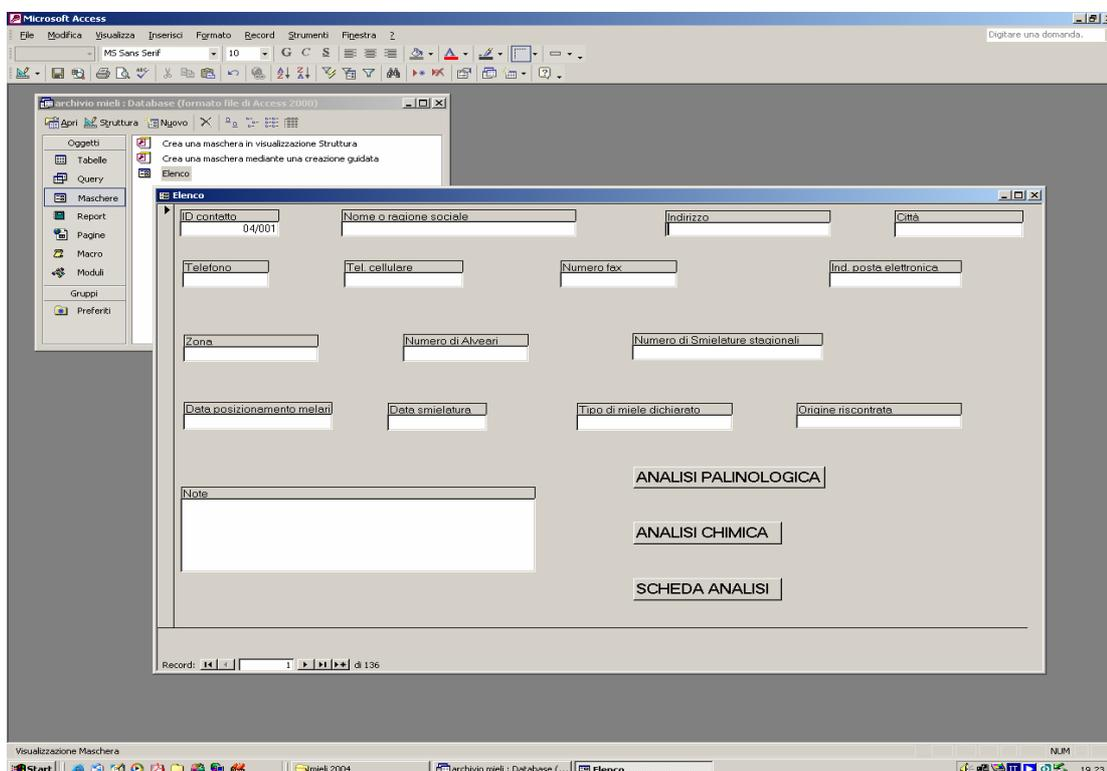 Microsoft Access
File Modifica Visualizza Inserisci Formato Record Strumenti Finestra ? Digitare una domanda.
MS Sans Serif 10 G C S
archivio mieli : Database (formato file di Access 2000)
Apri Struttura Nuovo
Oggetti
Tabelle
Query
Maschere
Report
Pagine
Macro
Moduli
Gruppi
Preferiti
Crea una maschera in visualizzazione Struttura
Crea una maschera mediante una creazione guidata
Elenco
Elenco
ID contatto Nome o ragione sociale Indirizzo Città
04/001
Telefono Tel. cellulare Numero fax Ind. posta elettronica
Zona Numero di Alveari Numero di Smielature stagionali
Data posizionamento melari Data smielatura Tipo di miele dichiarato Origine riscontrata
Note
ANALISI PALINOLOGICA
ANALISI CHIMICA
SCHEDA ANALISI
Record: 1 di 136
Visualizzazione Maschera NUM
Start mieli 2004 archivio mieli : Database (... Elenco IT 19.23